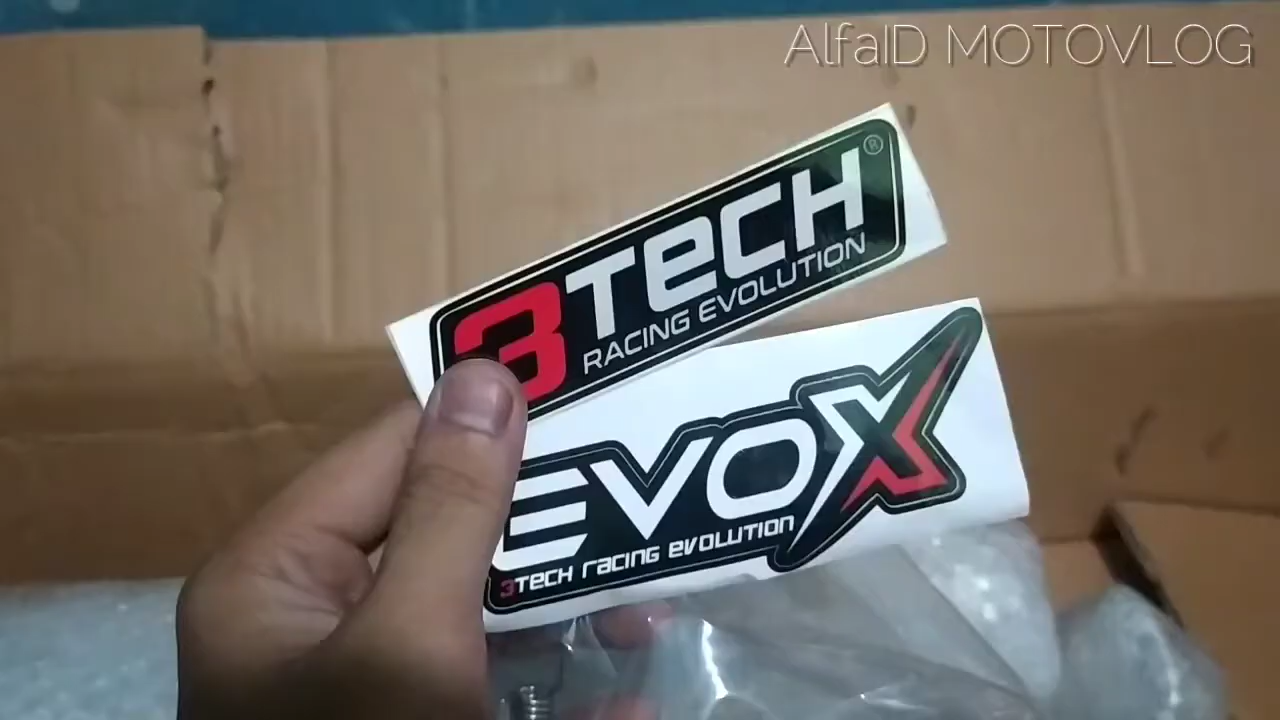 AlfaID MOTOVLOG
3TECH®
RACING EVOLUTION
EVOX
3TECH RACING EVOLUTION